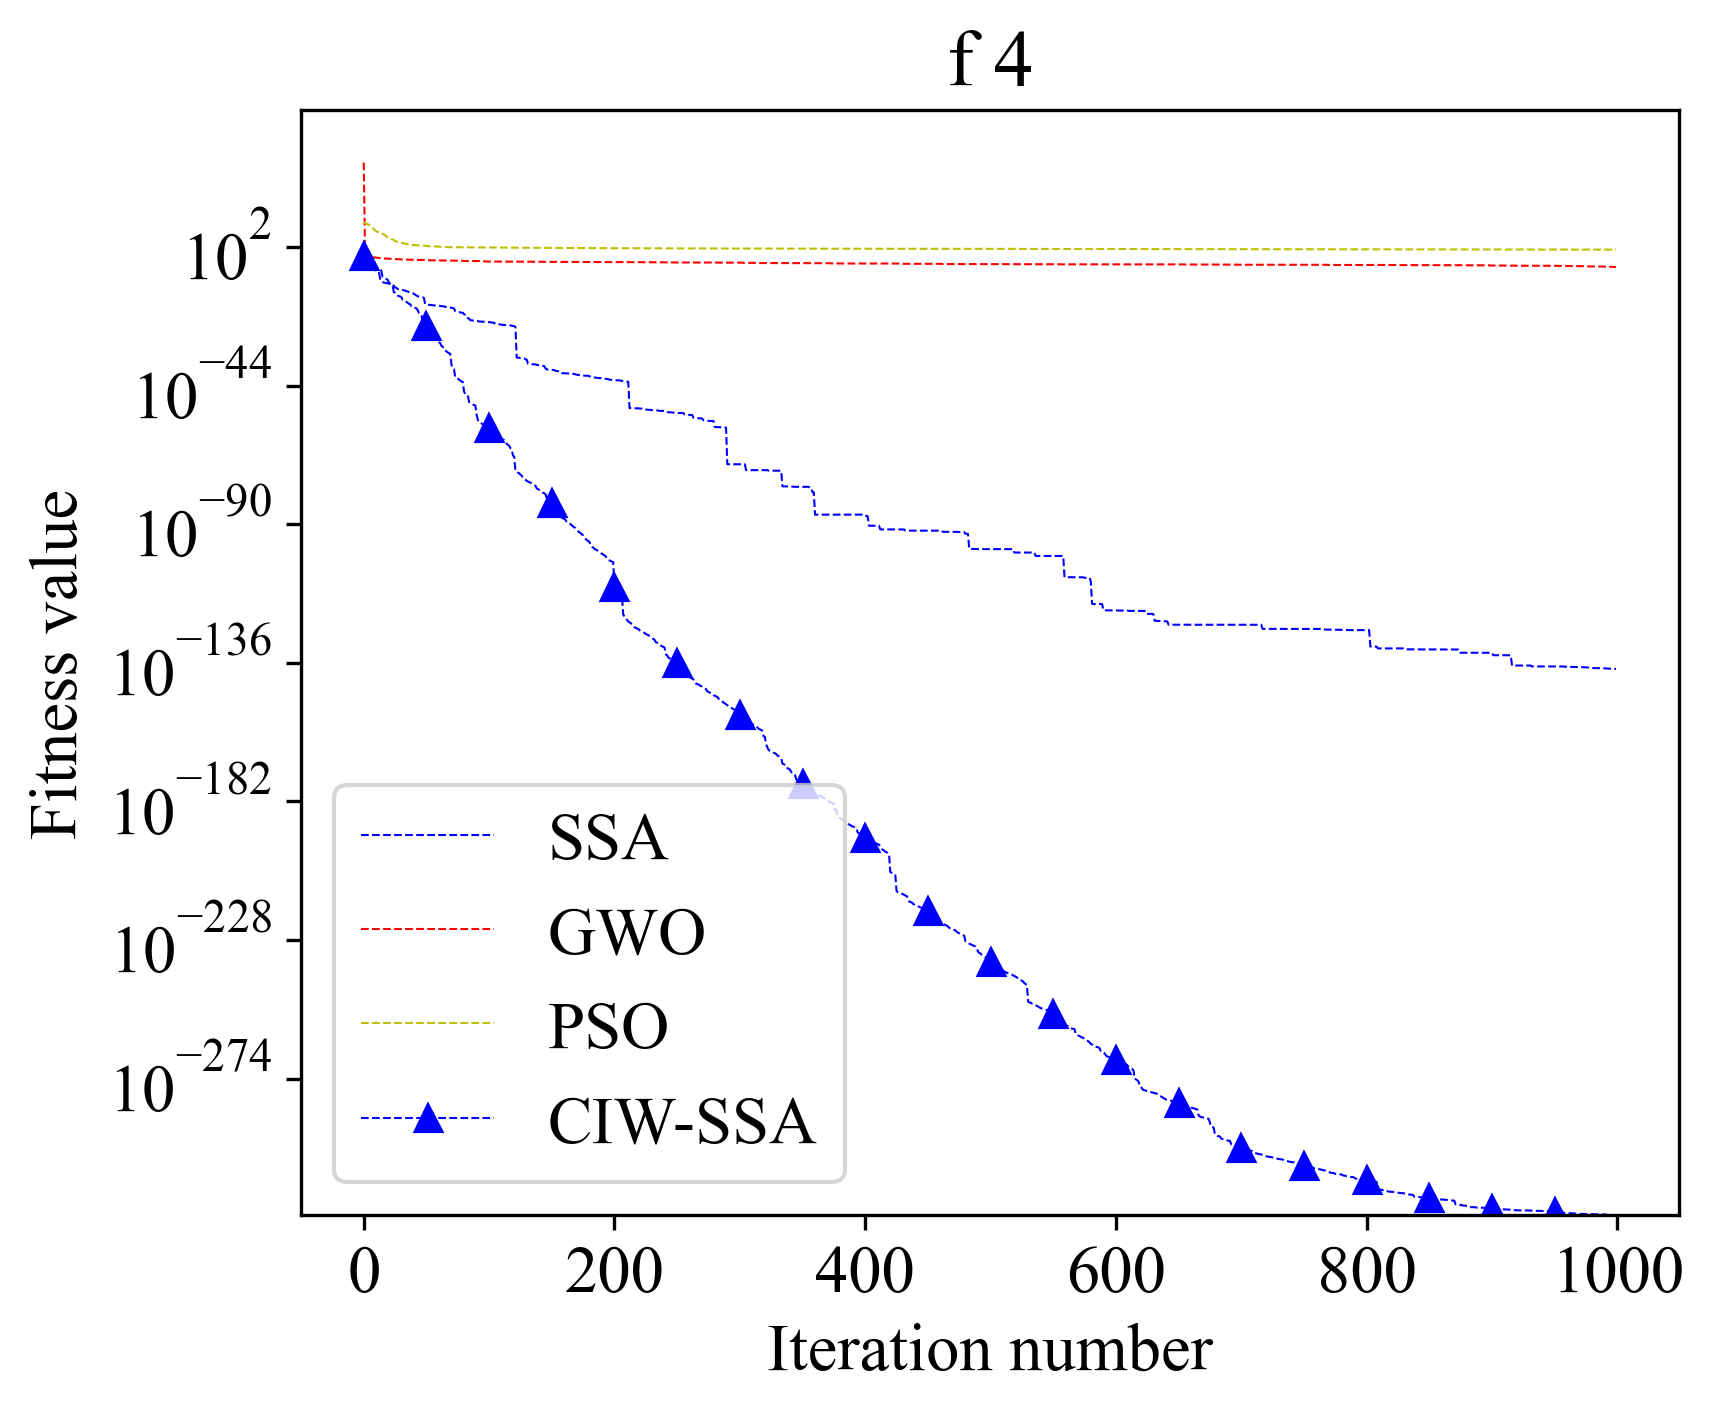 f 4
10^2
10^−44
10^−90
10^−136
10^−182
10^−228
10^−274
Fitness value
SSA
GWO
PSO
CIW-SSA
0 200 400 600 800 1000
Iteration number